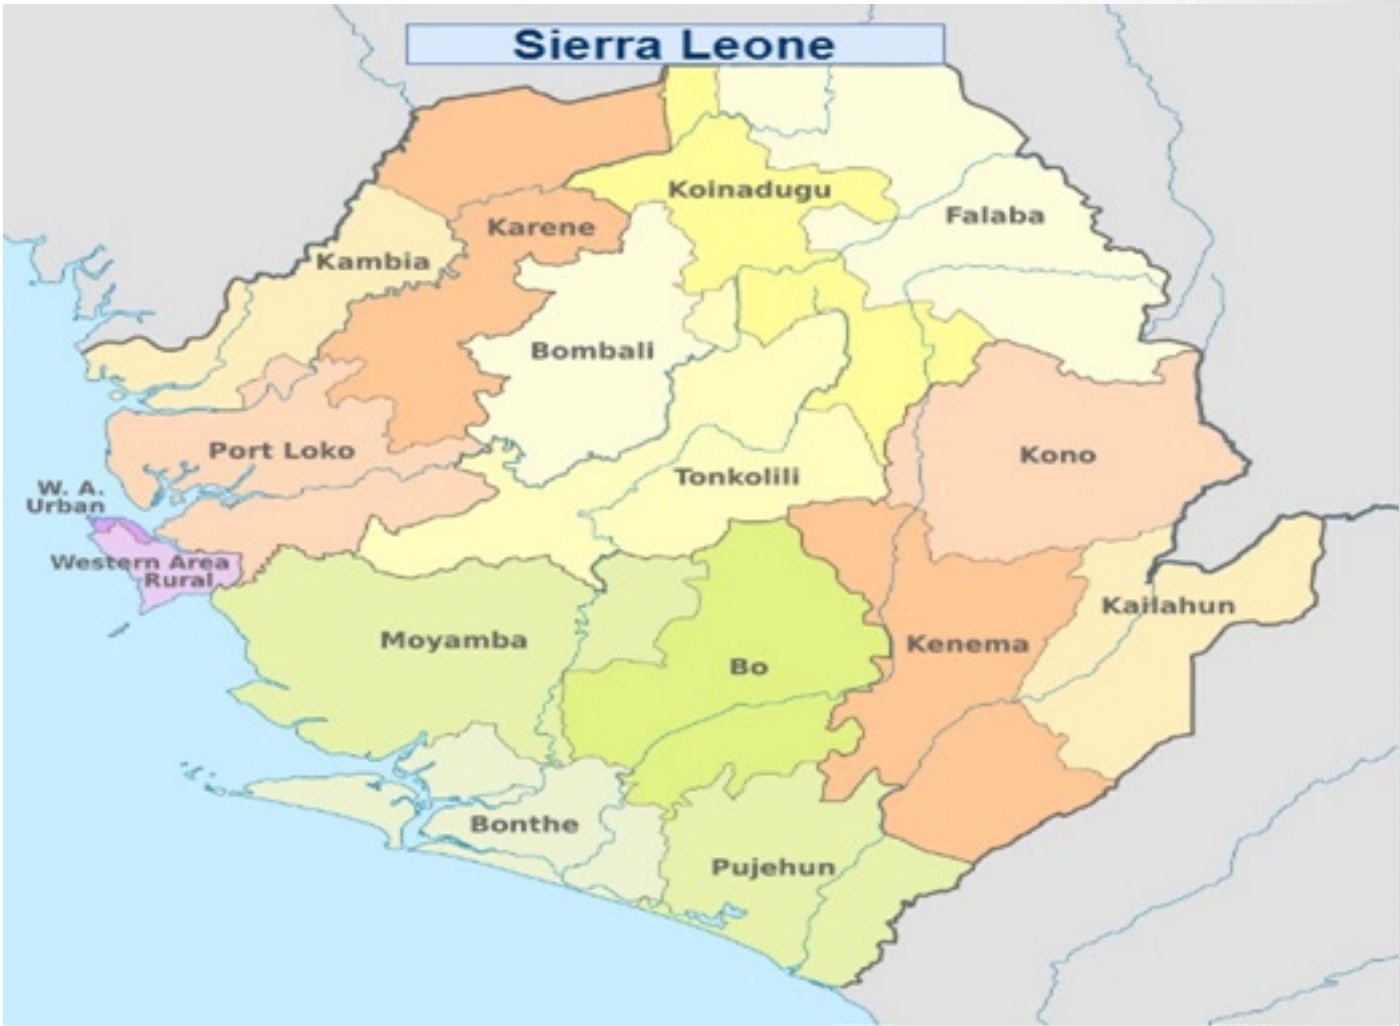 Sierra Leone
Koinadugu
Falaba
Karene
Kambia
Bombali
Port Loko
Kono
Tonkolili
W. A.
Urban
Western Area
Rural
Kailahun
Moyamba
Kenema
Bo
Bonthe
Pujehun